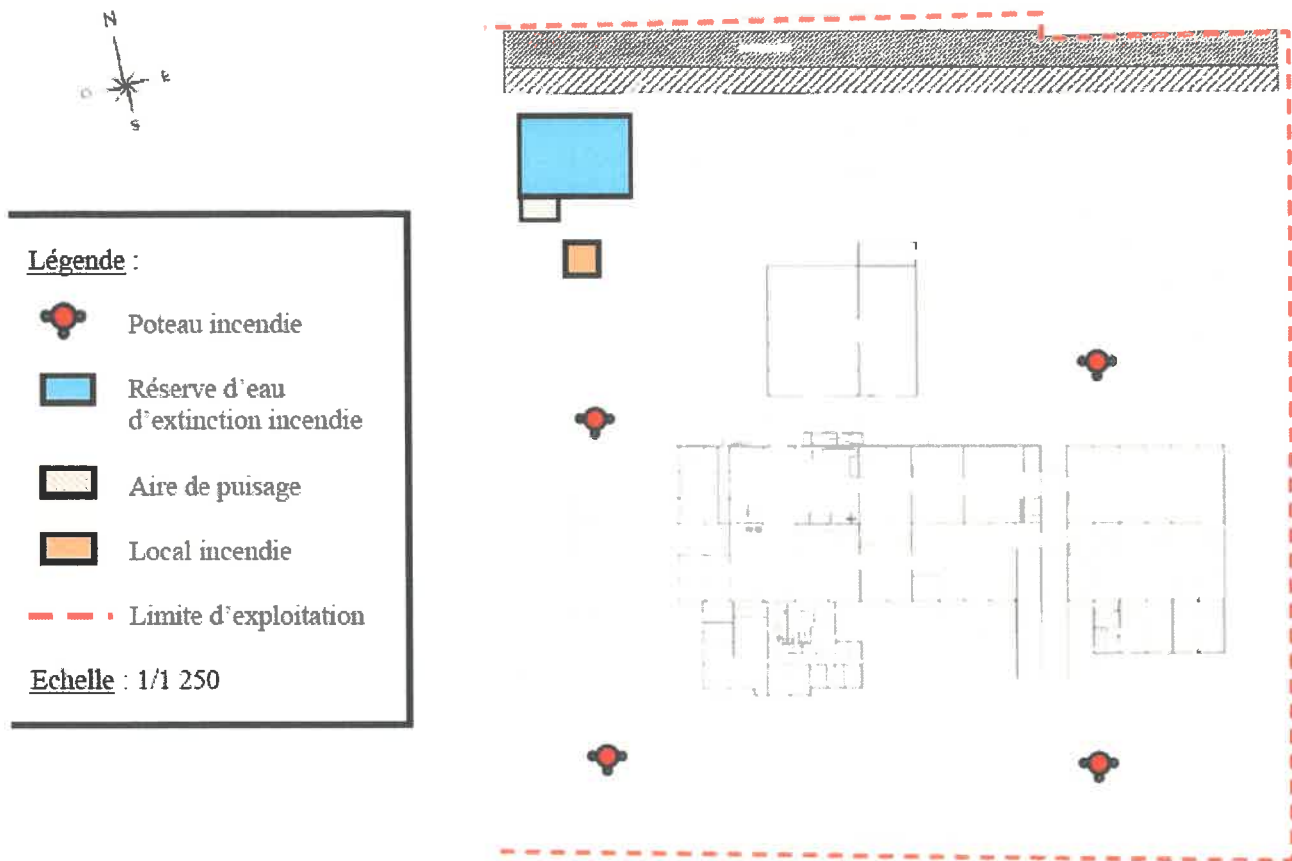 N
E
O
S
Légende :
Poteau incendie
Réserve d'eau
d'extinction incendie
Aire de puisage
Local incendie
Limite d'exploitation
Echelle : 1/1 250